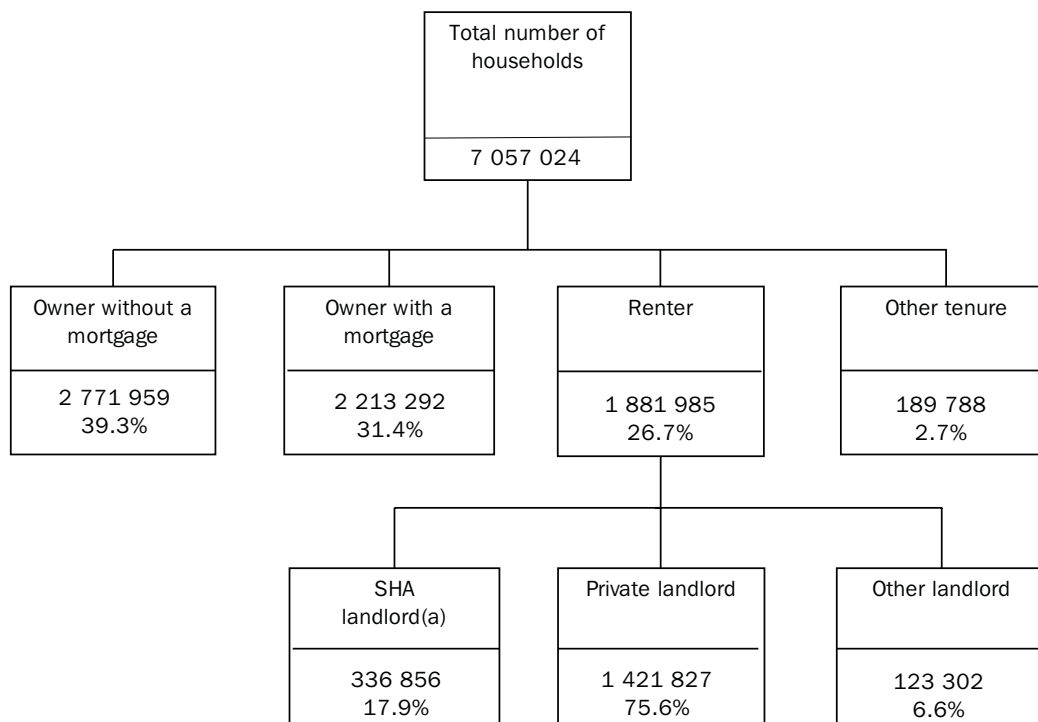 Total number of
households
7 057 024
Owner without a
mortgage
2 771 959
39.3%
Owner with a
mortgage
2 213 292
31.4%
Renter
1 881 985
26.7%
Other tenure
189 788
2.7%
SHA
landlord(a)
336 856
17.9%
Private landlord
1 421 827
75.6%
Other landlord
123 302
6.6%